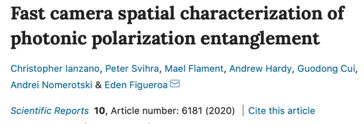 Fast camera spatial characterization of
photonic polarization entanglement
Christopher Ianzano, Peter Svihra, Mael Flament, Andrew Hardy, Guodong Cui,
Andrei Nomerotski & Eden Figueroa
Scientific Reports 10, Article number: 6181 (2020) | Cite this article